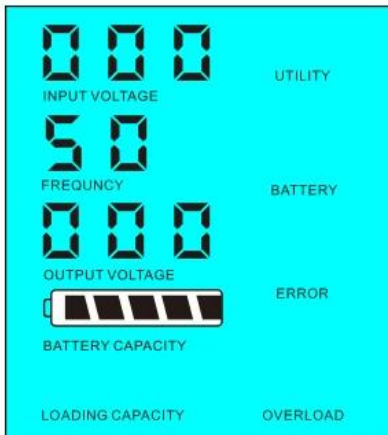 000
UTILITY
INPUT VOLTAGE
50
FREQUNCY
BATTERY
000
OUTPUT VOLTAGE
ERROR
BATTERY CAPACITY
LOADING CAPACITY OVERLOAD